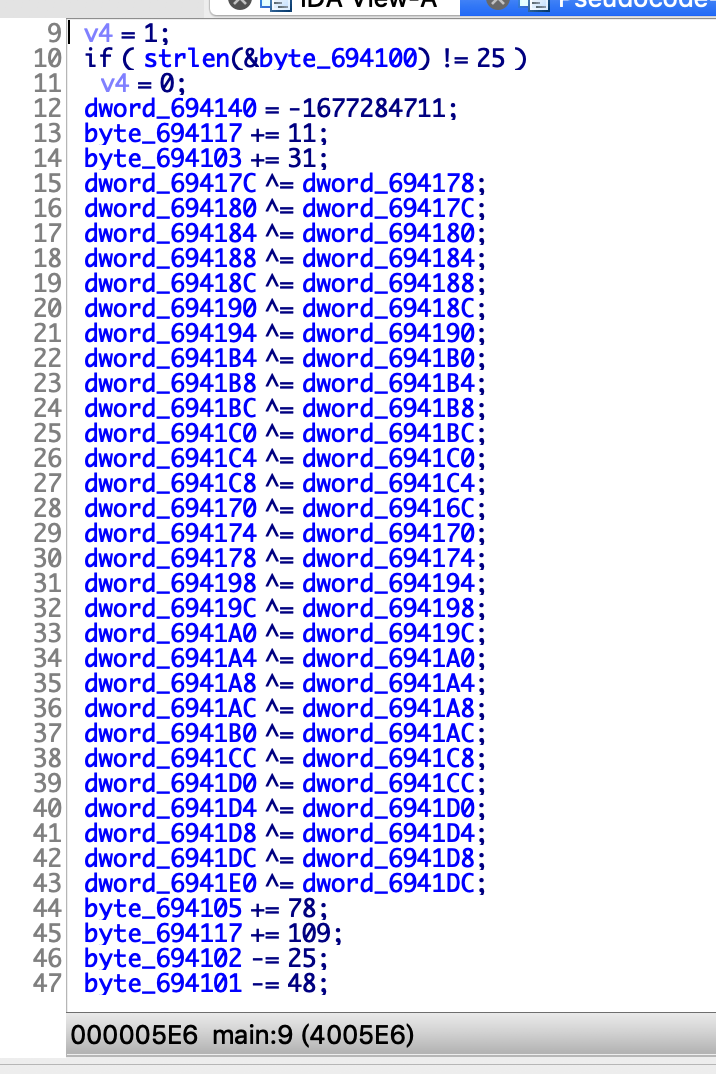 IDA View-A Pseudocode-
9 v4 = 1;
10 if ( strlen(&byte_694100) != 25 )
11 v4 = 0;
12 dword_694140 = -1677284711;
13 byte_694117 += 11;
14 byte_694103 += 31;
15 dword_69417C ^= dword_694178;
16 dword_694180 ^= dword_69417C;
17 dword_694184 ^= dword_694180;
18 dword_694188 ^= dword_694184;
19 dword_69418C ^= dword_694188;
20 dword_694190 ^= dword_69418C;
21 dword_694194 ^= dword_694190;
22 dword_6941B4 ^= dword_6941B0;
23 dword_6941B8 ^= dword_6941B4;
24 dword_6941BC ^= dword_6941B8;
25 dword_6941C0 ^= dword_6941BC;
26 dword_6941C4 ^= dword_6941C0;
27 dword_6941C8 ^= dword_6941C4;
28 dword_694170 ^= dword_69416C;
29 dword_694174 ^= dword_694170;
30 dword_694178 ^= dword_694174;
31 dword_694198 ^= dword_694194;
32 dword_69419C ^= dword_694198;
33 dword_6941A0 ^= dword_69419C;
34 dword_6941A4 ^= dword_6941A0;
35 dword_6941A8 ^= dword_6941A4;
36 dword_6941AC ^= dword_6941A8;
37 dword_6941B0 ^= dword_6941AC;
38 dword_6941CC ^= dword_6941C8;
39 dword_6941D0 ^= dword_6941CC;
40 dword_6941D4 ^= dword_6941D0;
41 dword_6941D8 ^= dword_6941D4;
42 dword_6941DC ^= dword_6941D8;
43 dword_6941E0 ^= dword_6941DC;
44 byte_694105 += 78;
45 byte_694117 += 109;
46 byte_694102 -= 25;
47 byte_694101 -= 48;
000005E6 main:9 (4005E6)